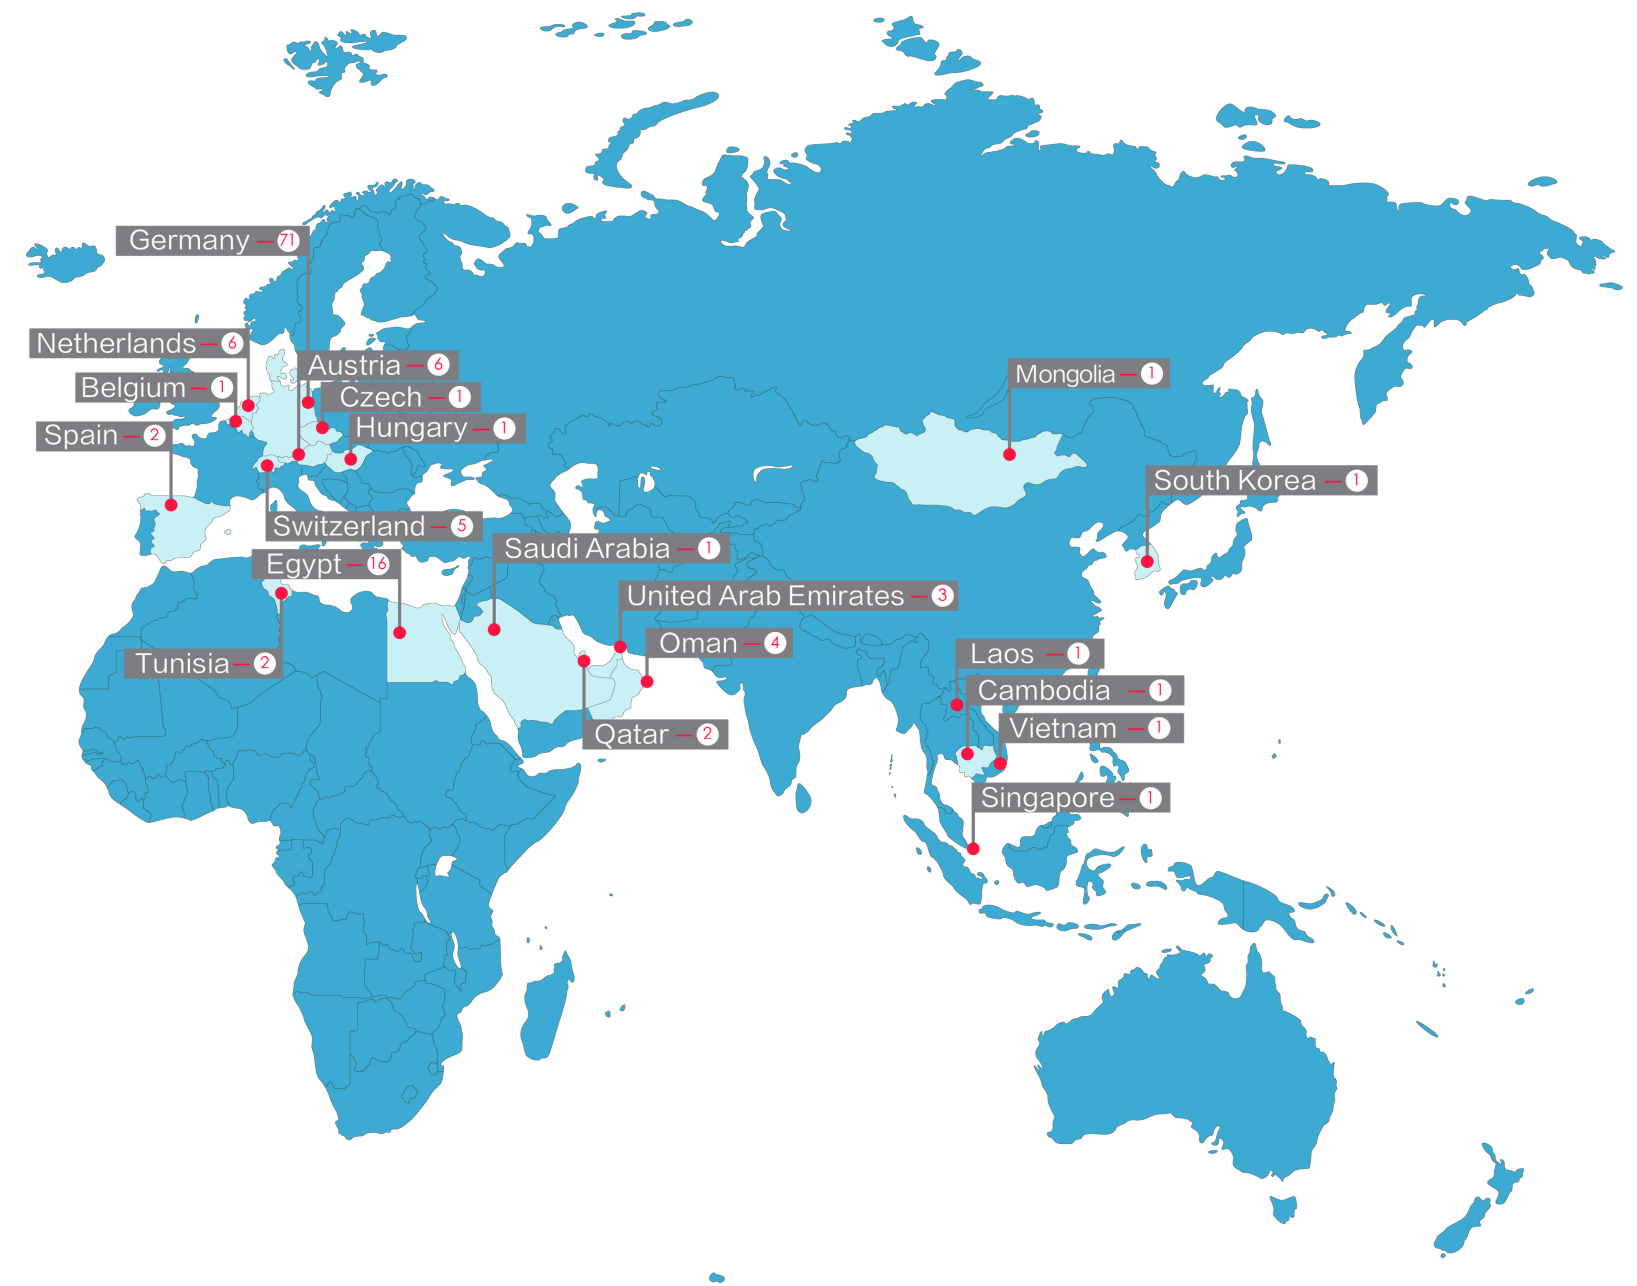 Germany — 71
Netherlands — 6
Austria — 6
Mongolia — 1
Belgium — 1
Czech — 1
Hungary — 1
Spain — 2
South Korea — 1
Switzerland — 5
Saudi Arabia — 1
Egypt — 16
United Arab Emirates — 3
Oman — 4
Laos — 1
Tunisia — 2
Cambodia — 1
Vietnam — 1
Qatar — 2
Singapore — 1